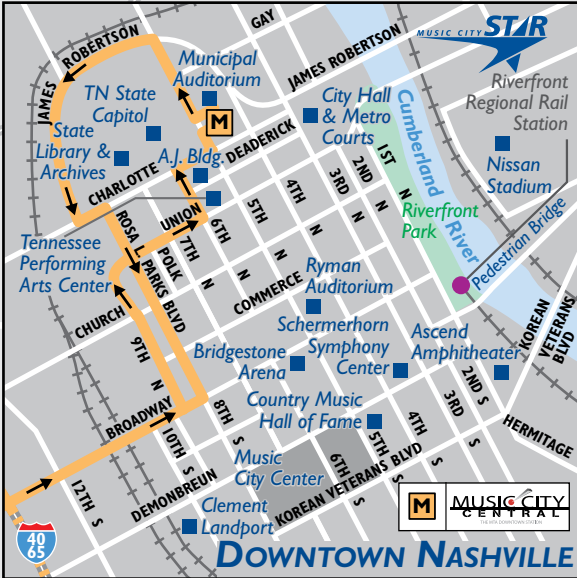 GAY
MUSIC CITY STAR
JAMES ROBERTSON
JAMES ROBERTSON
Municipal
Auditorium
Riverfront
Regional Rail
Station
TN State
Capitol
M
City Hall
& Metro
Courts
Cumberland
River
State
Library &
Archives
A.J. Bldg.
DEADERICK
CHARLOTTE
1ST N
2ND N
3RD N
4TH N
5TH N
6TH N
7TH N
Nissan
Stadium
Riverfront
Park
UNION
POLK
ROSA L PARKS BLVD
Tennessee
Performing
Arts Center
Pedestrian Bridge
Ryman
Auditorium
COMMERCE
CHURCH
9TH N
Schermerhorn
Symphony
Center
Ascend
Amphitheater
KOREAN
VETERANS BLVD
Bridgestone
Arena
2ND S
3RD S
4TH S
5TH S
6TH S
8TH S
10TH S
12TH S
BROADWAY
Country Music
Hall of Fame
HERMITAGE
DEMONBREUN
Music
City Center
KOREAN VETERANS BLVD
Clement
Landport
M
MUSIC CITY
CENTRAL
THE MTA DOWNTOWN STATION
40
65
DOWNTOWN NASHVILLE